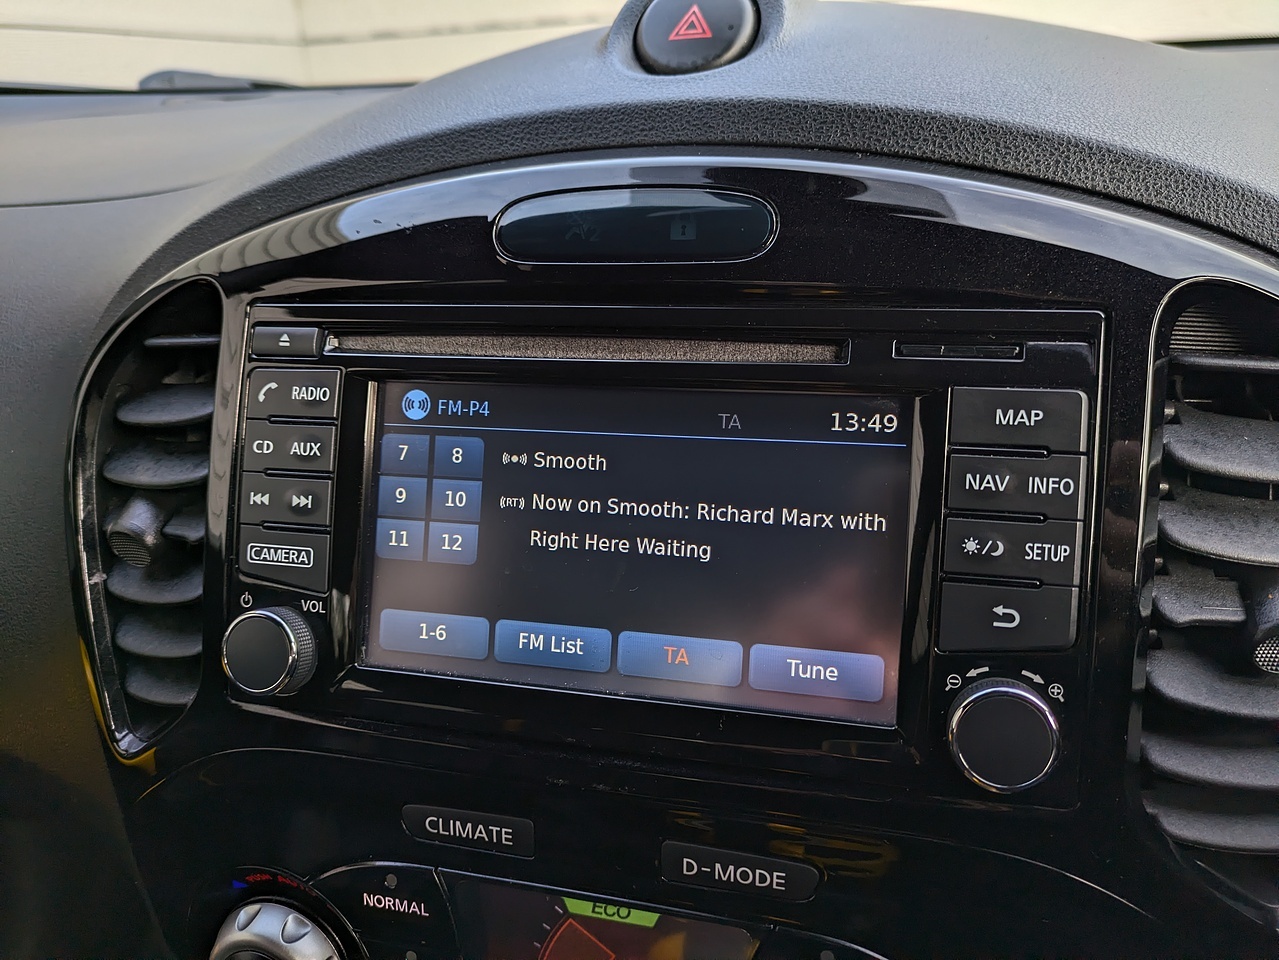 RADIO
CD AUX
CAMERA
VOL
FM-P4
TA
13:49
7 8
9 10
11 12
Smooth
(RT) Now on Smooth: Richard Marx with
Right Here Waiting
1-6
FM List
TA
Tune
MAP
NAV INFO
SETUP
CLIMATE
D-MODE
NORMAL
ECO